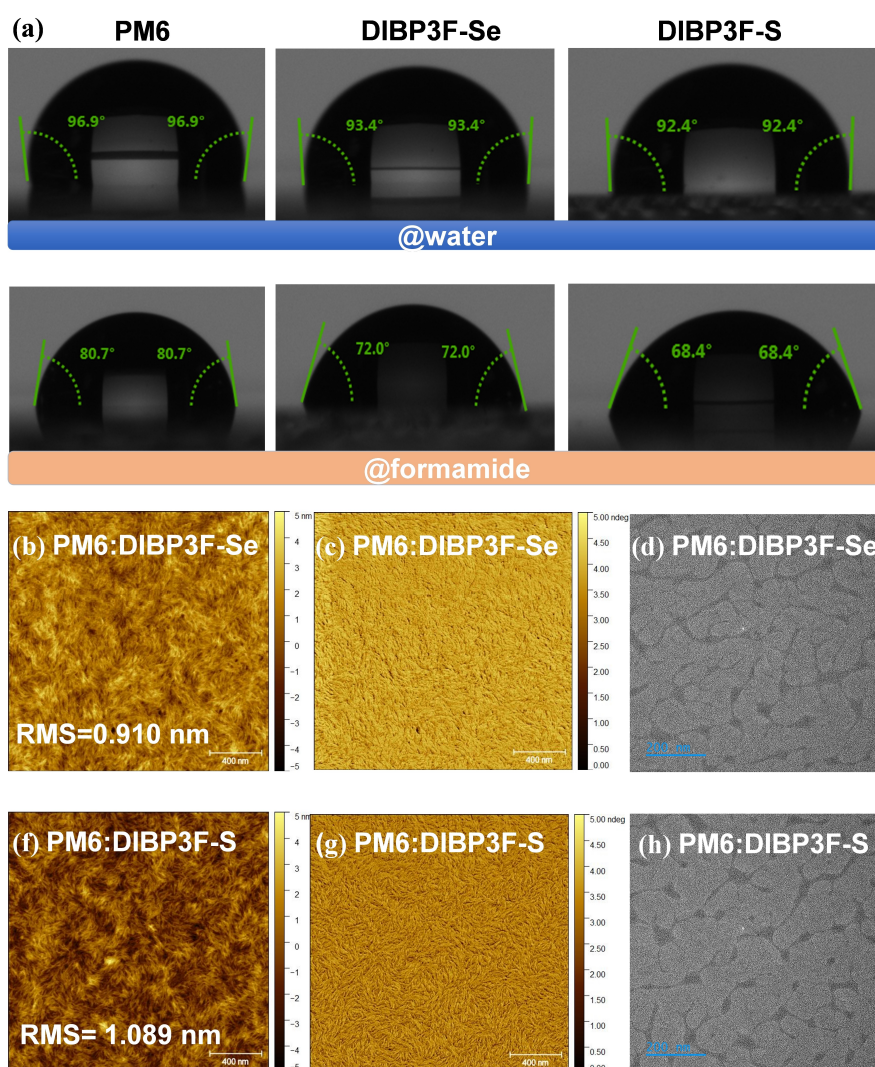 (a) PM6 DIBP3F-Se DIBP3F-S
96.9° 96.9° 93.4° 93.4° 92.4° 92.4°
@water
80.7° 80.7° 72.0° 72.0° 68.4° 68.4°
@formamide
(b) PM6:DIBP3F-Se
RMS=0.910 nm
400 nm
5 nm
4
3
2
1
0
−1
−2
−3
−4
−5
(c) PM6:DIBP3F-Se
400 nm
5.00 ndeg
4.50
4.00
3.50
3.00
2.50
2.00
1.50
1.00
0.50
0.00
(d) PM6:DIBP3F-Se
(f) PM6:DIBP3F-S
RMS= 1.089 nm
400 nm
5 nm
4
3
2
1
0
−1
−2
−3
−4
−5
(g) PM6:DIBP3F-S
400 nm
5.00 ndeg
4.50
4.00
3.50
3.00
2.50
2.00
1.50
1.00
0.50
0.00
(h) PM6:DIBP3F-S